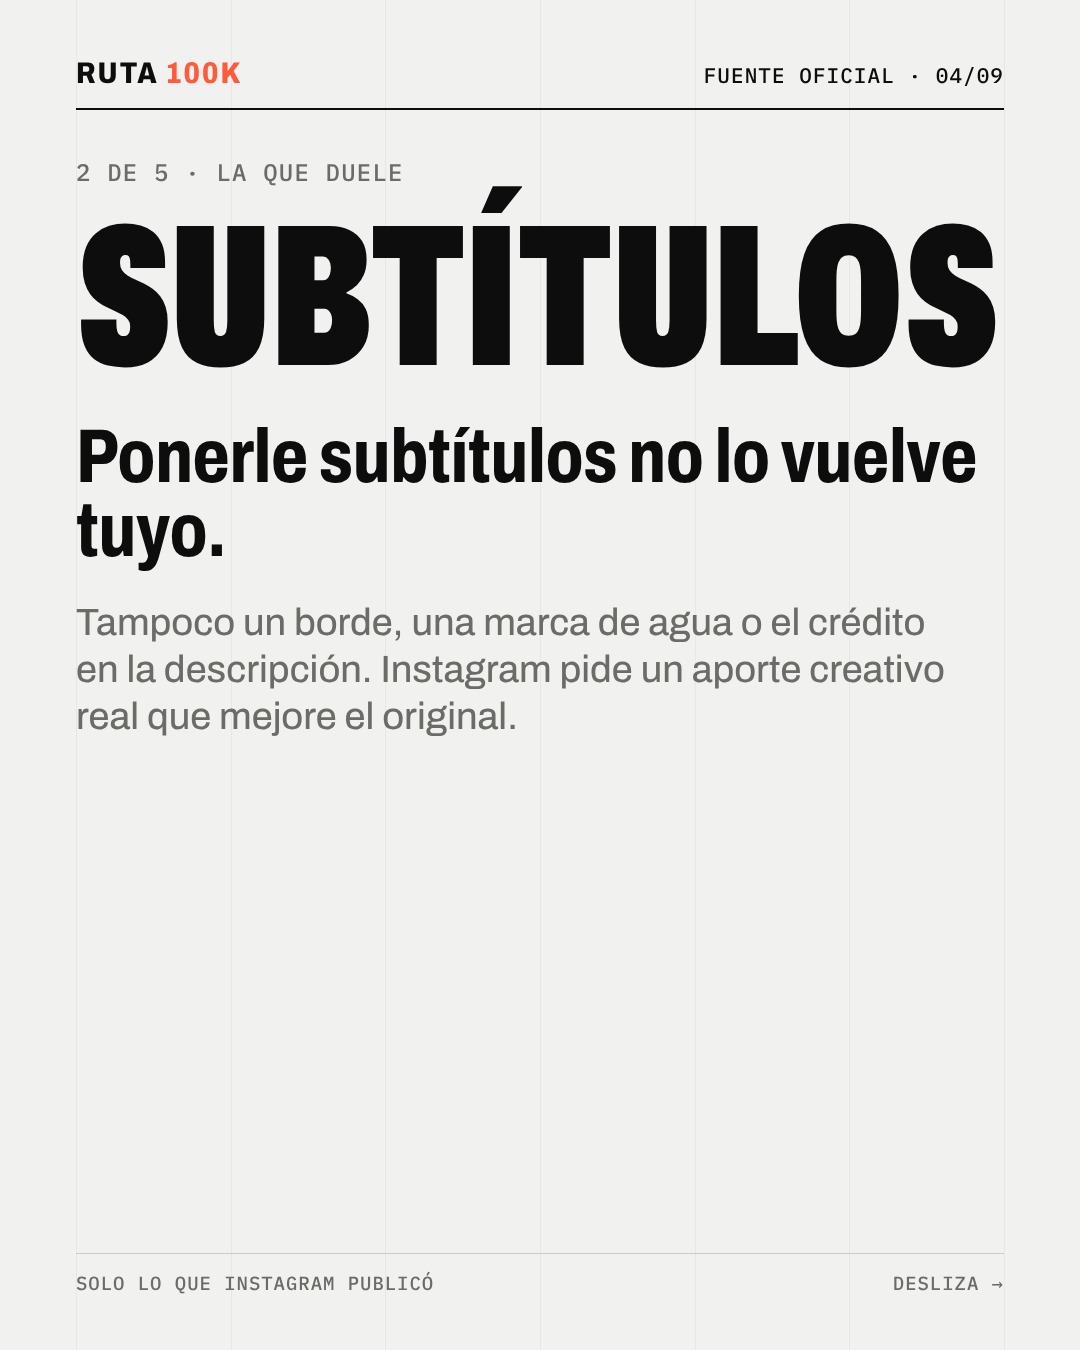 RUTA 100K
FUENTE OFICIAL · 04/09
2 DE 5 · LA QUE DUELE
SUBTÍTULOS
Ponerle subtítulos no lo vuelve
tuyo.
Tampoco un borde, una marca de agua o el crédito
en la descripción. Instagram pide un aporte creativo
real que mejore el original.
SOLO LO QUE INSTAGRAM PUBLICÓ
DESLIZA →